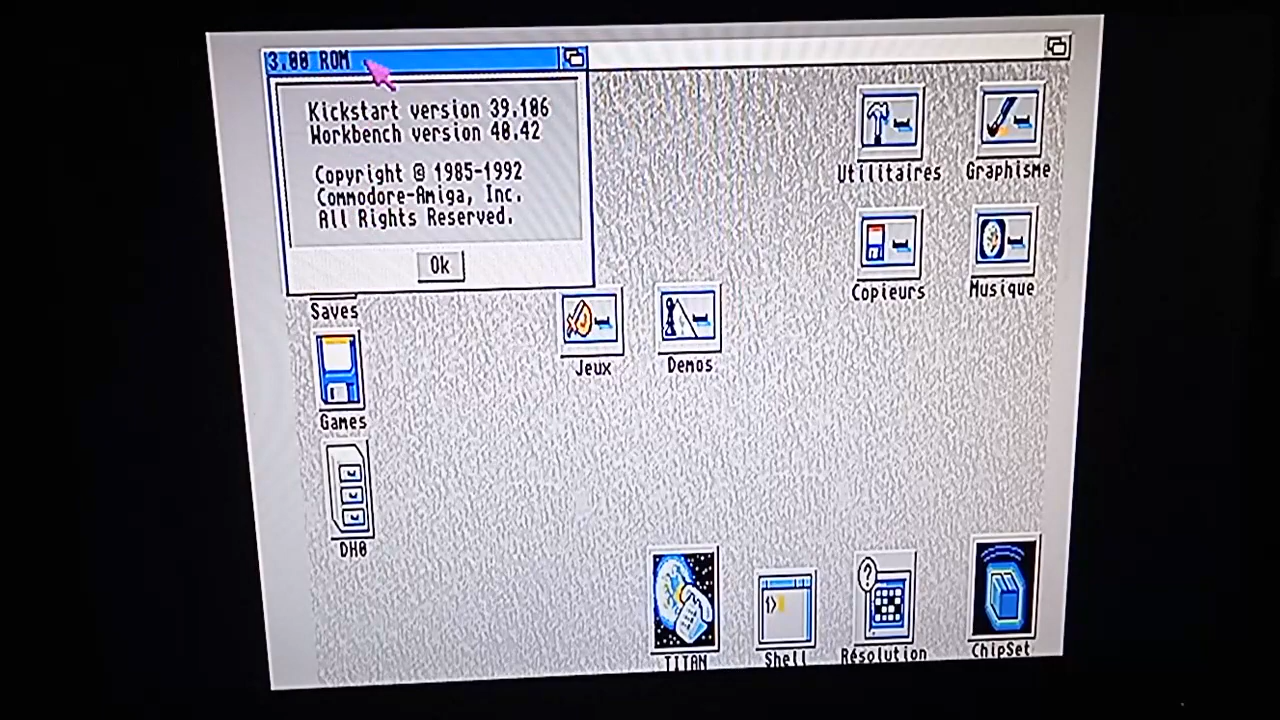 3.00 ROM
Kickstart version 39.106
Workbench version 40.42
Copyright © 1985-1992
Commodore-Amiga, Inc.
All Rights Reserved.
Ok
Utilitaires
Graphisme
Copieurs
Musique
Saves
Jeux
Demos
Games
DH0
TITAN
Shell
Résolution
ChipSet